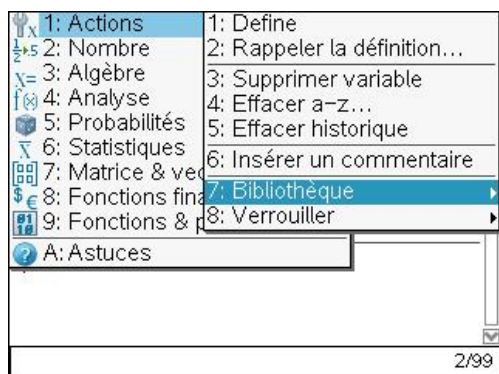 1: Actions
2: Nombre
3: Algèbre
4: Analyse
5: Probabilités
6: Statistiques
7: Matrice & vec
8: Fonctions fina
9: Fonctions & p
A: Astuces
1: Define
2: Rappeler la définition...
3: Supprimer variable
4: Effacer a-z...
5: Effacer historique
6: Insérer un commentaire
7: Bibliothèque
8: Verrouiller
2/99